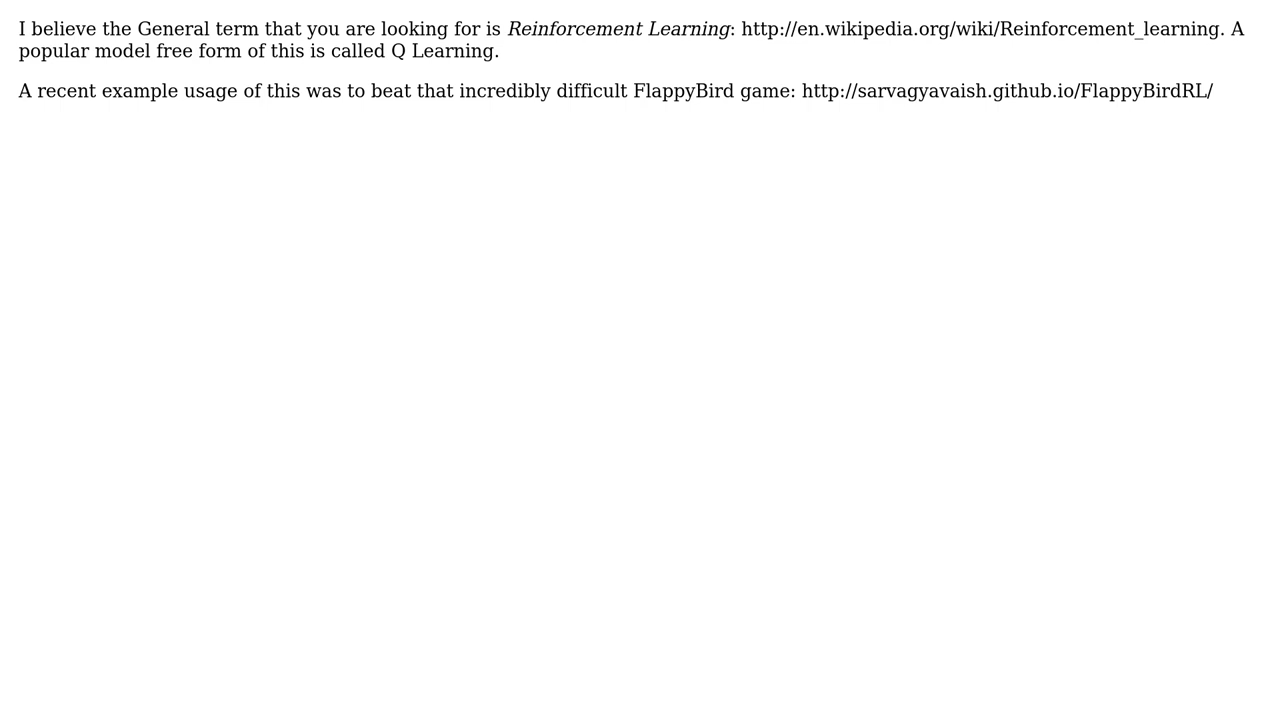 I believe the General term that you are looking for is Reinforcement Learning: http://en.wikipedia.org/wiki/Reinforcement_learning. A
popular model free form of this is called Q Learning.
A recent example usage of this was to beat that incredibly difficult FlappyBird game: http://sarvagyavaish.github.io/FlappyBirdRL/